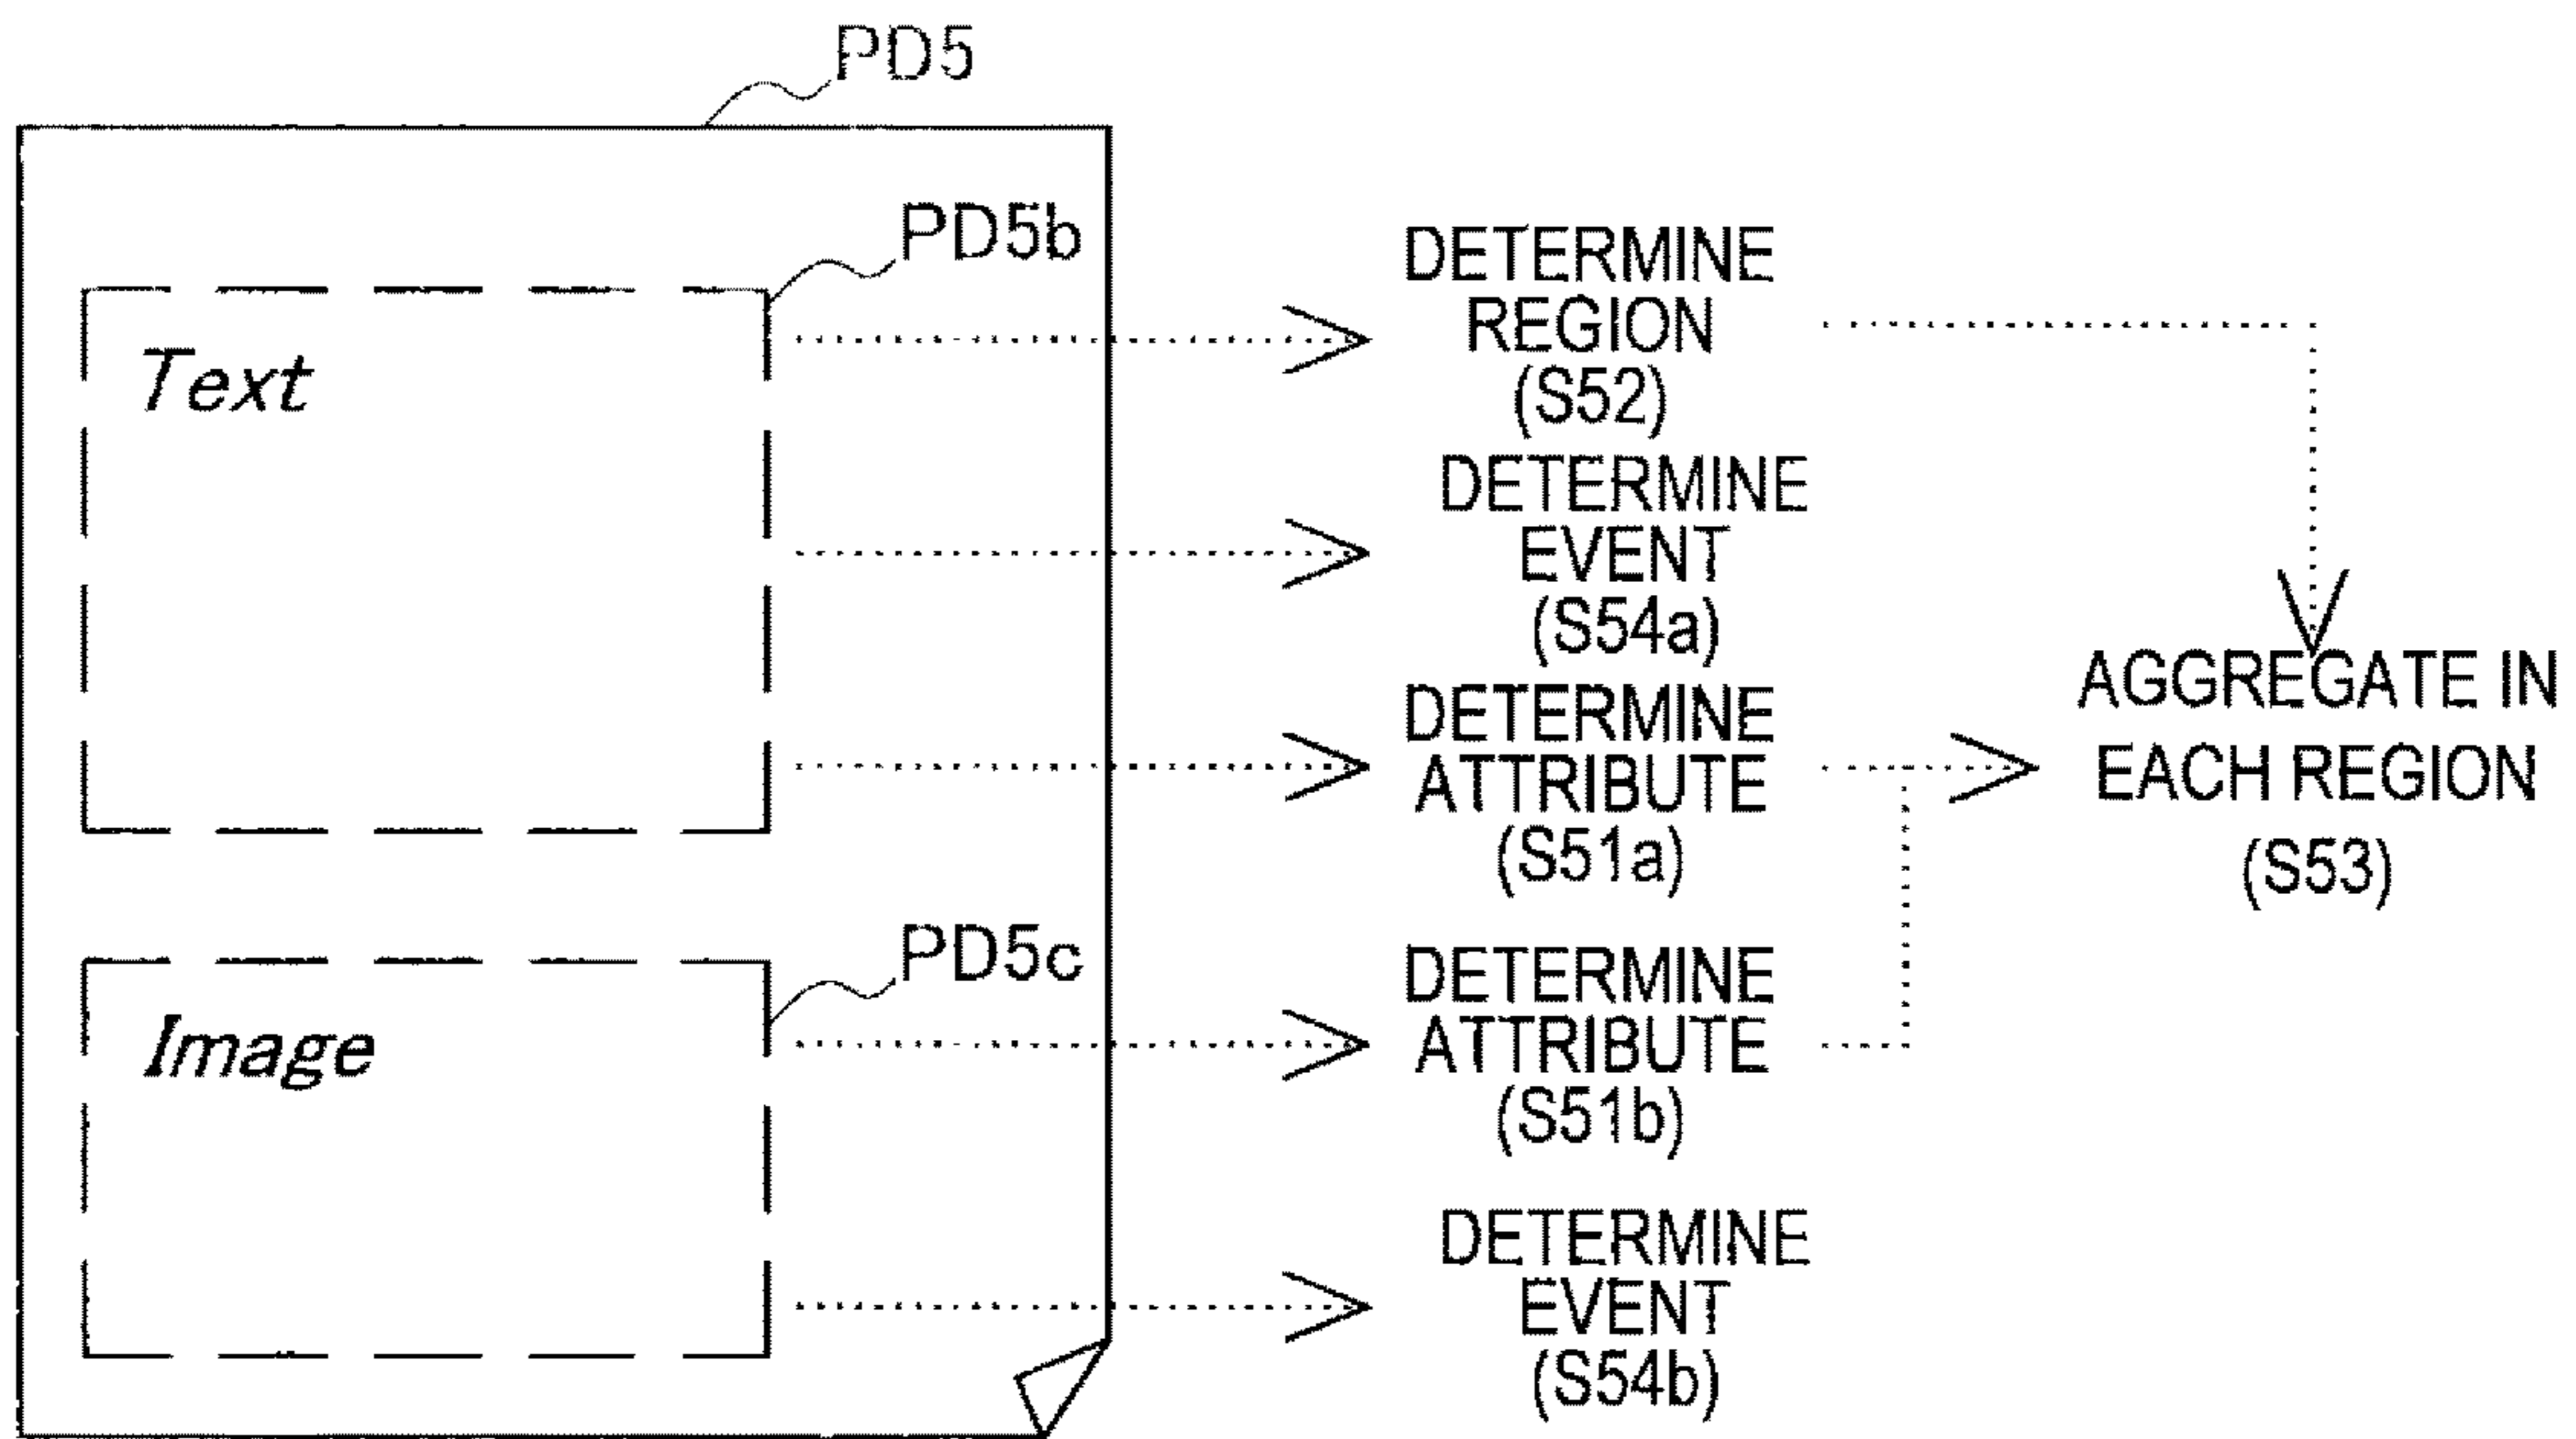 PD5
PD5b
Text
DETERMINE
REGION
(S52)
DETERMINE
EVENT
(S54a)
DETERMINE
ATTRIBUTE
(S51a)
AGGREGATE IN
EACH REGION
(S53)
PD5c
Image
DETERMINE
ATTRIBUTE
(S51b)
DETERMINE
EVENT
(S54b)